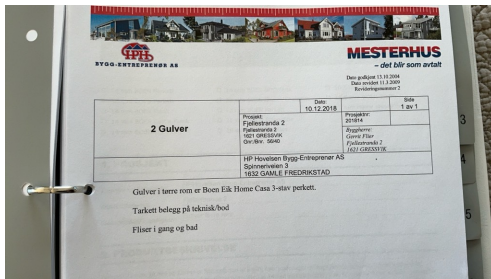 HPH
BYGG-ENTREPRENØR AS
MESTERHUS
– det blir som avtalt
Dato godkjent 13.10.2004
Dato revidert 11.3.2009
Revideringsnummer 2
2 Gulver
Dato:
10.12.2018
Side
1 av 1
Prosjekt:
Fjellestranda 2
Fjellestranda 2
1621 GRESSVIK
Gnr/Bnr. 56/40
Prosjektnr:
201814
Byggherre:
Gerrit Flier
Fjellestranda 2
1621 GRESSVIK
HP Hovelsen Bygg-Entreprenør AS
Spinneriveien 3
1632 GAMLE FREDRIKSTAD
Gulver i tørre rom er Boen Eik Home Casa 3-stav perkett.
Tarkett belegg på teknisk/bod
Fliser i gang og bad
3
4
5